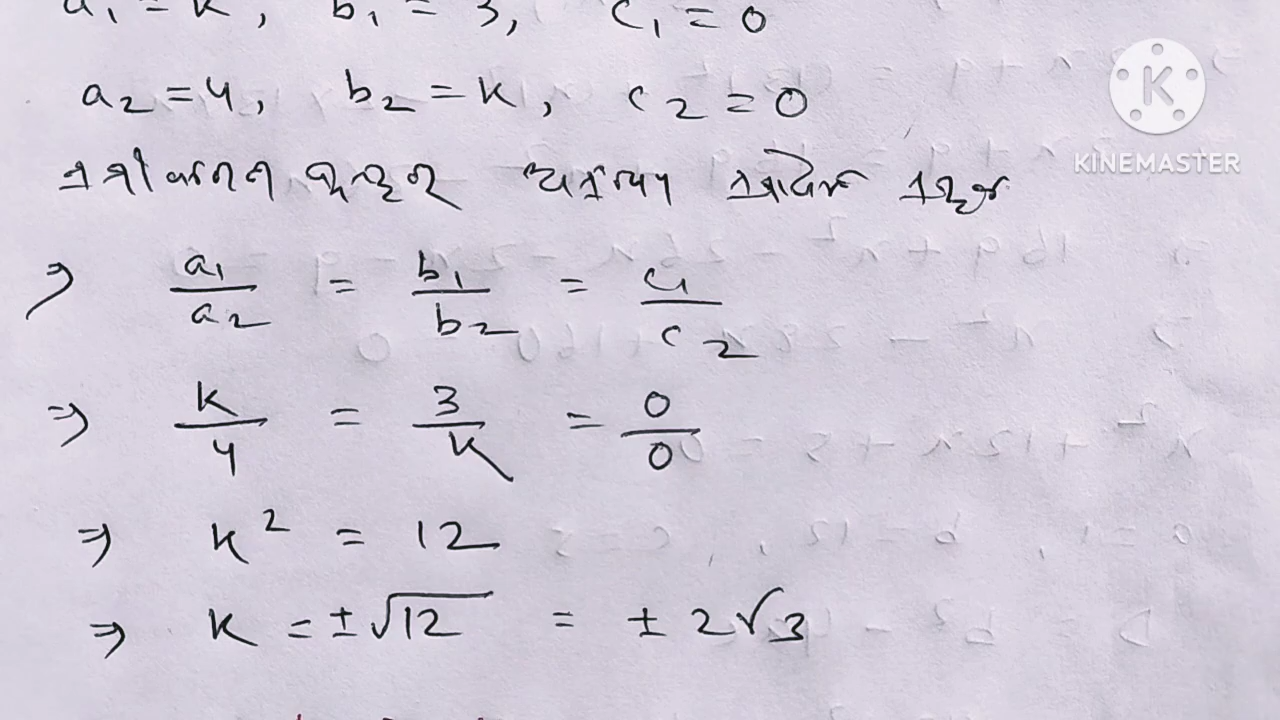 a₁ = k, b₁ = 3, c₁ = 0
K
KINEMASTER
a₂ = 4, b₂ = k, c₂ = 0
⇒ a₁/a₂ = b₁/b₂ = c₁/c₂
⇒ k/4 = 3/k = 0/0
⇒ k² = 12
⇒ k = ±√12 = ± 2√3